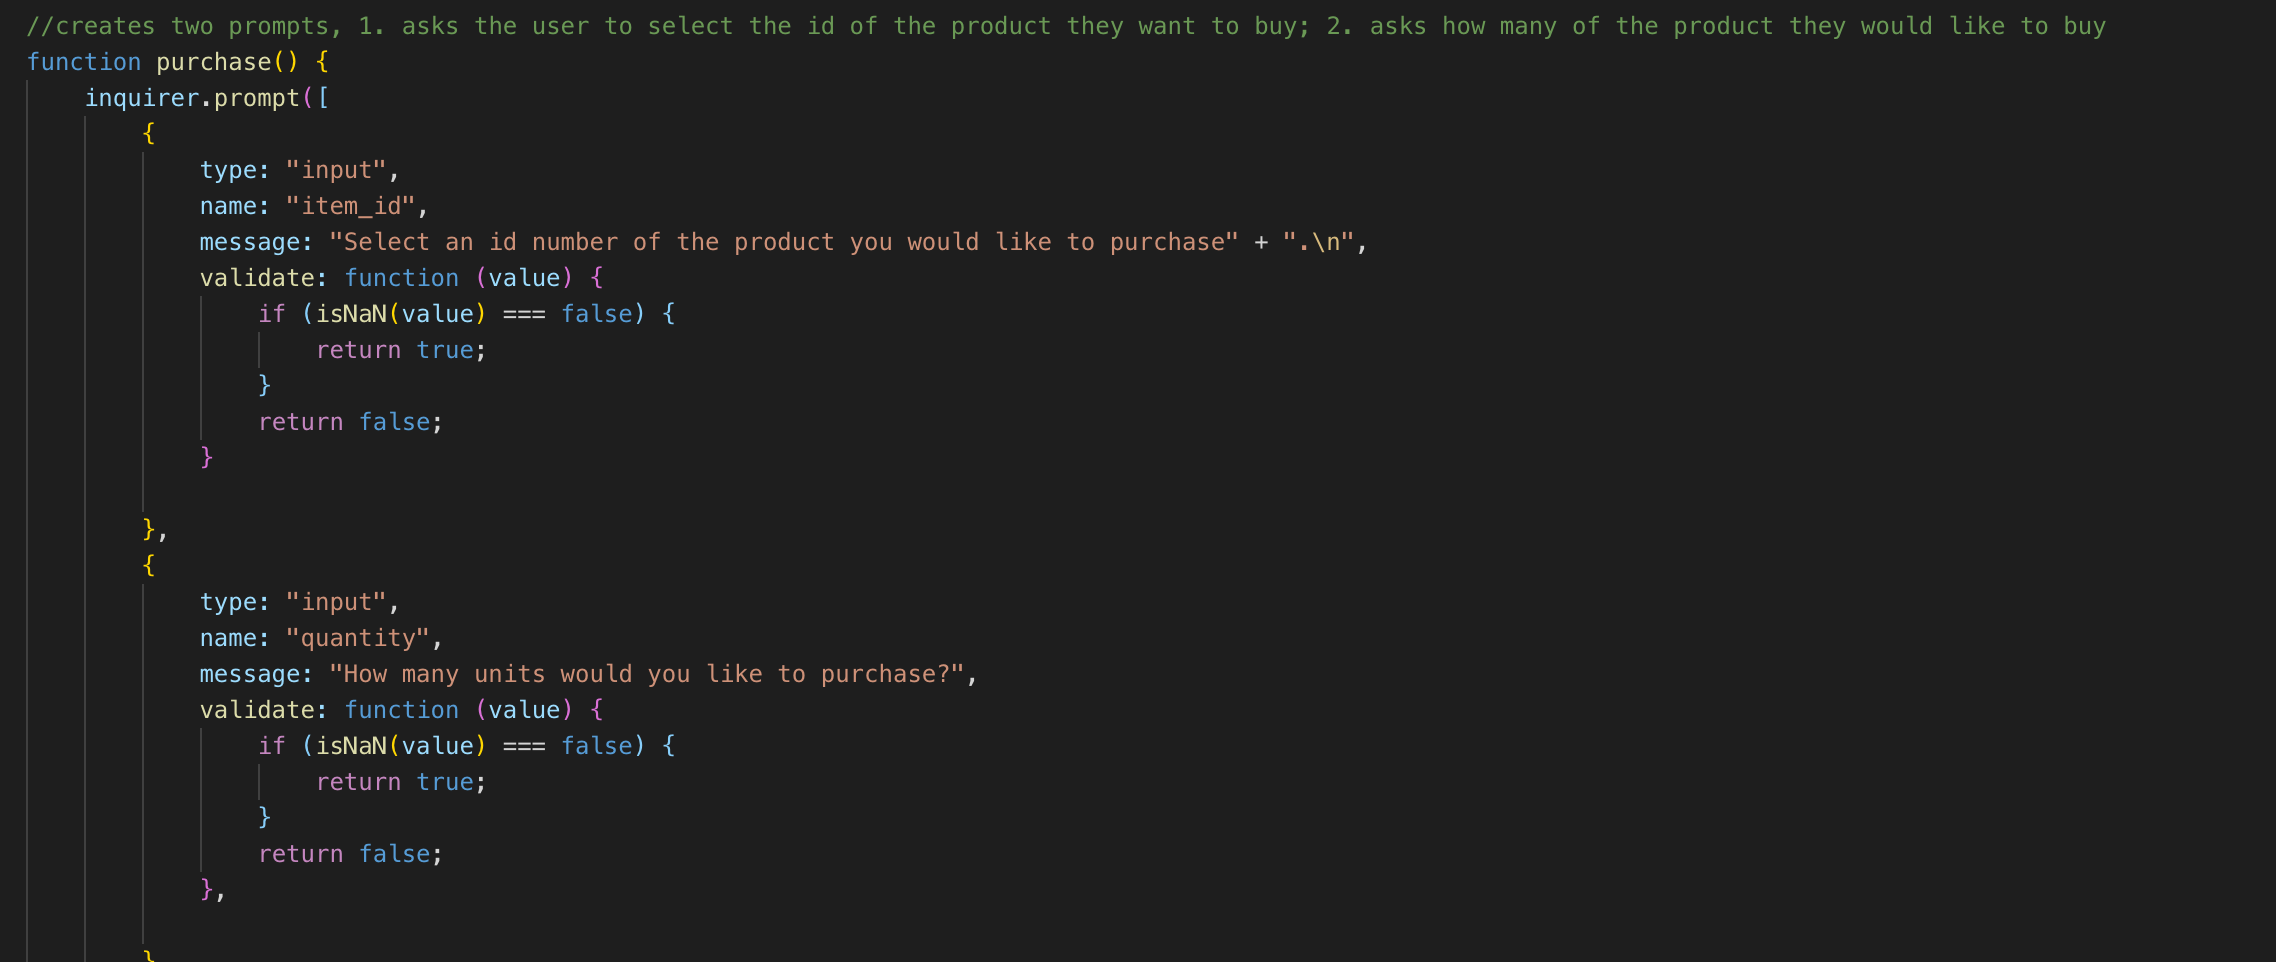 //creates two prompts, 1. asks the user to select the id of the product they want to buy; 2. asks how many of the product they would like to buy
function purchase() {
    inquirer.prompt([
        {
            type: "input",
            name: "item_id",
            message: "Select an id number of the product you would like to purchase" + ".\n",
            validate: function (value) {
                if (isNaN(value) === false) {
                    return true;
                }
                return false;
            }
        },
        {
            type: "input",
            name: "quantity",
            message: "How many units would you like to purchase?",
            validate: function (value) {
                if (isNaN(value) === false) {
                    return true;
                }
                return false;
            },
        }